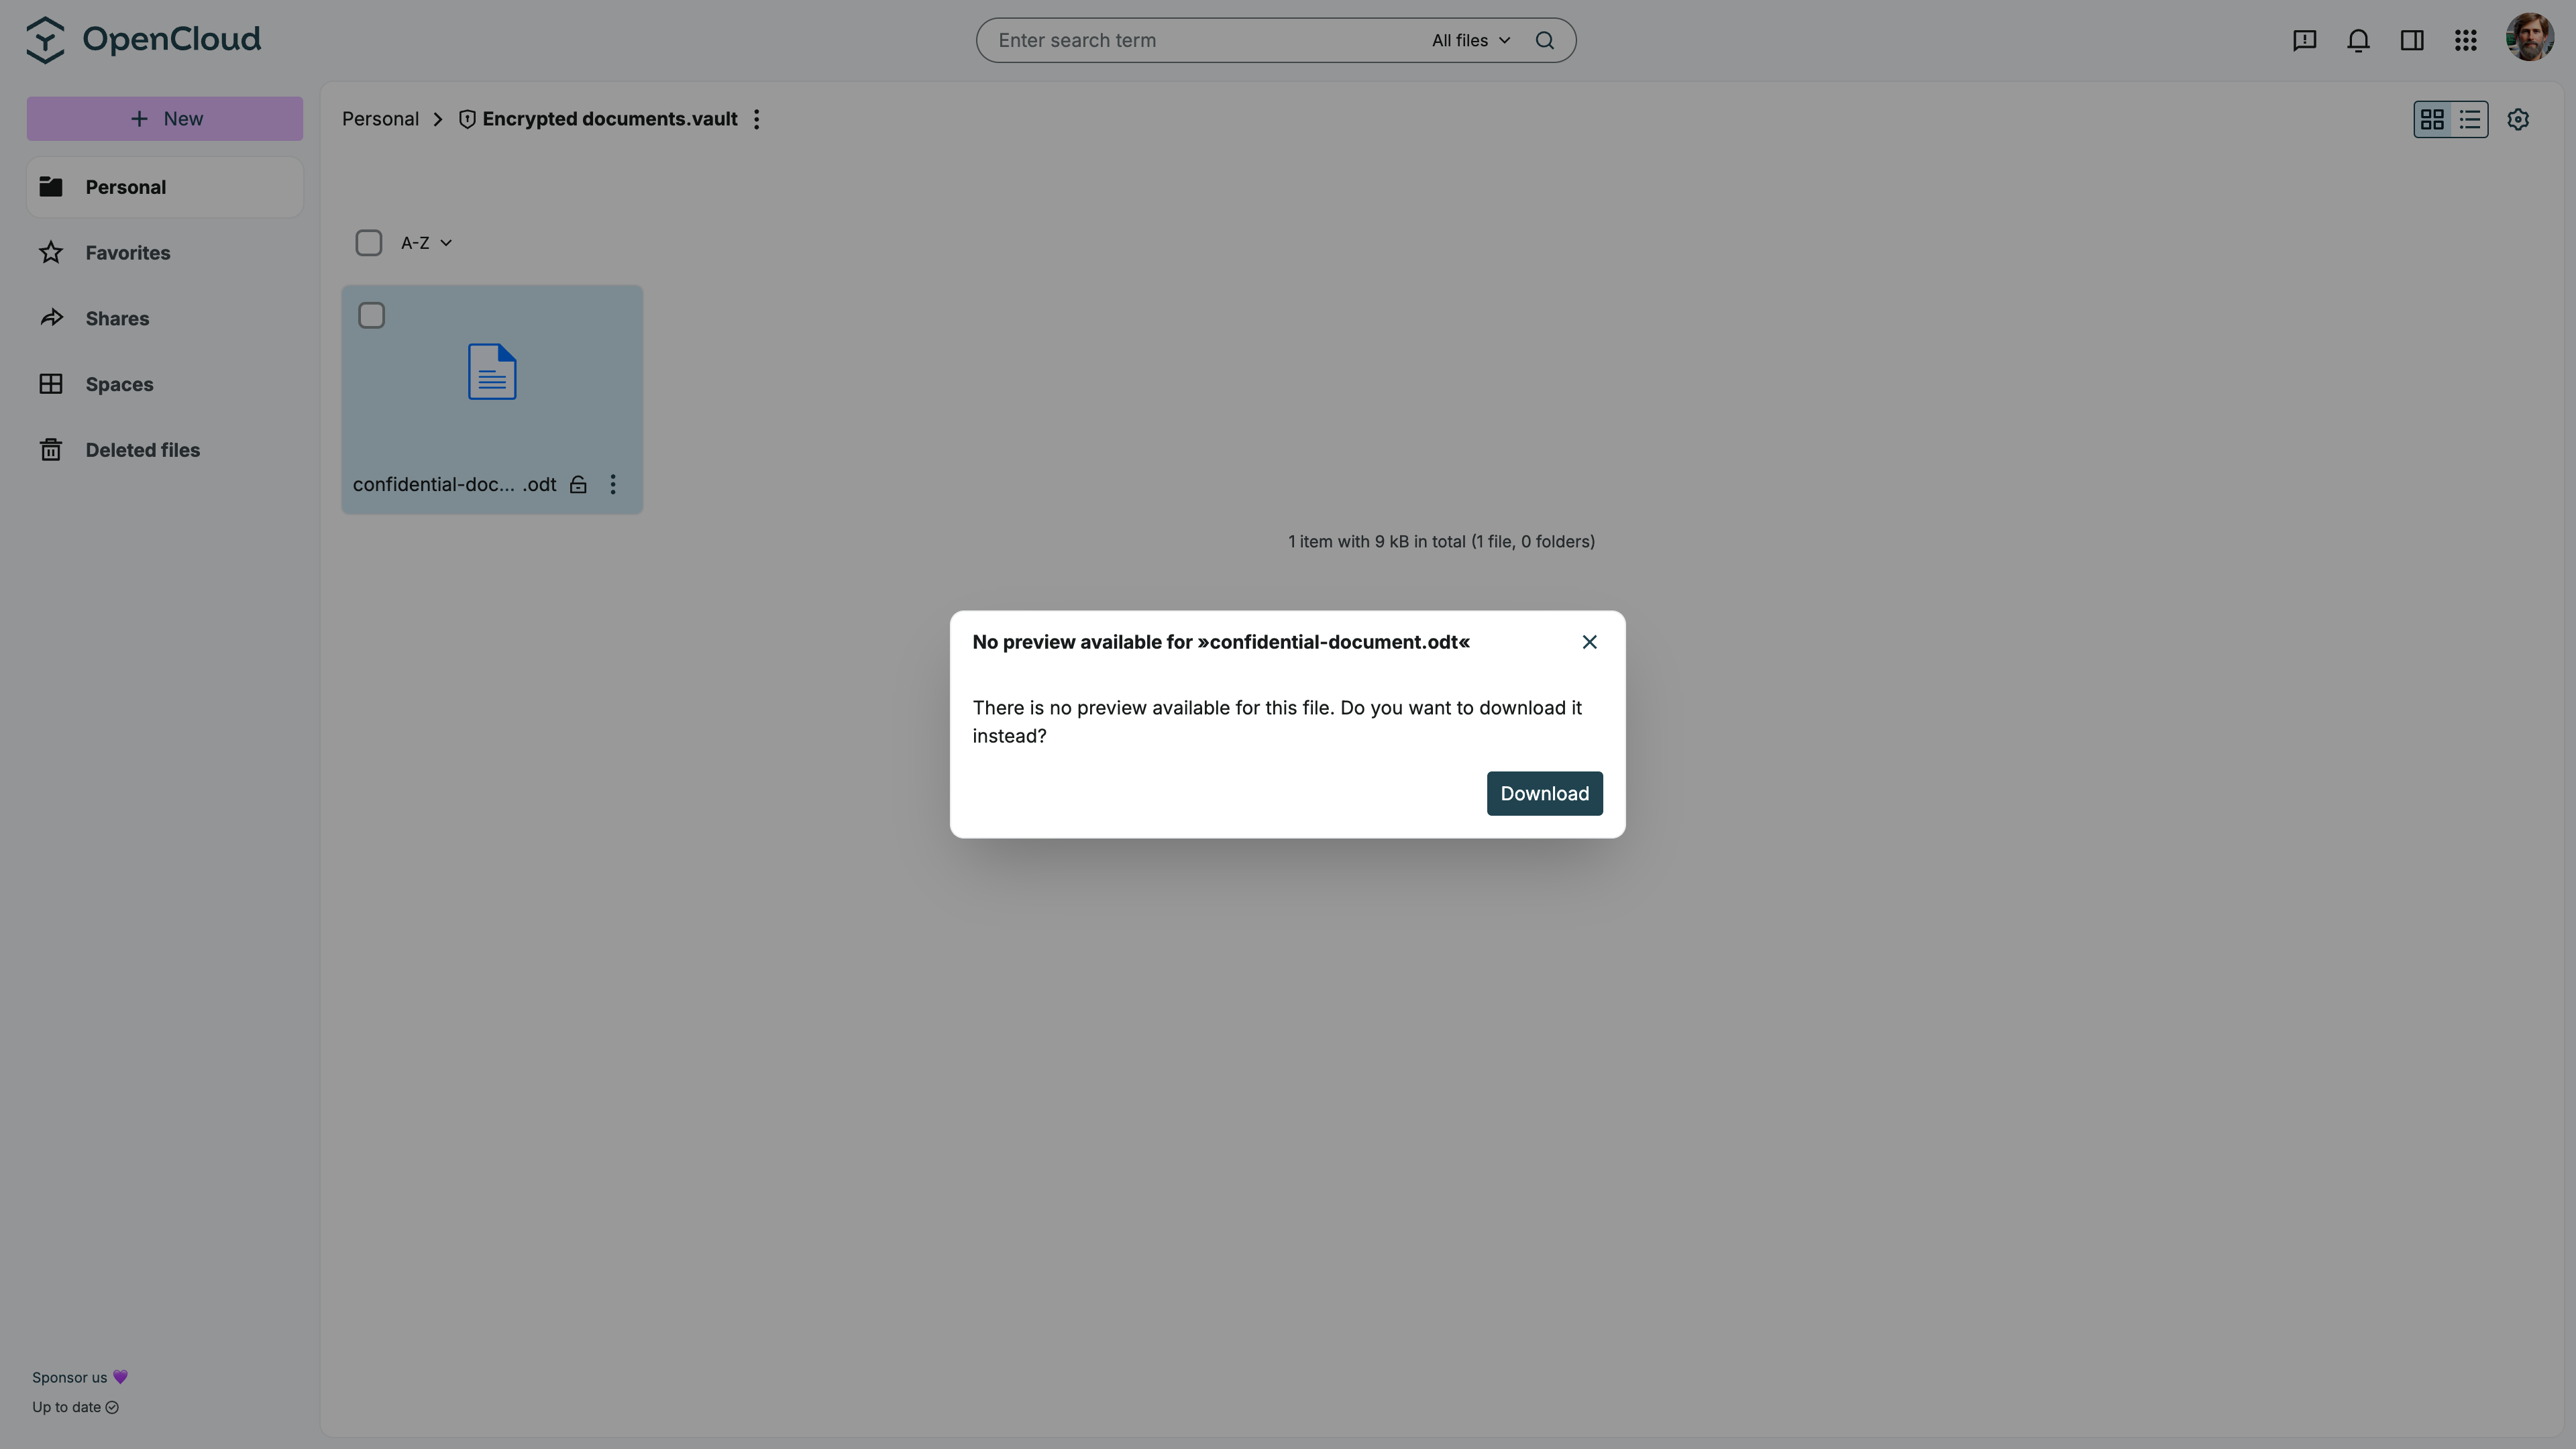 OpenCloud
Enter search term
All files
New
Personal
Encrypted documents.vault
Personal
Favorites
Shares
Spaces
Deleted files
A-Z
confidential-doc... .odt
1 item with 9 kB in total (1 file, 0 folders)
No preview available for »confidential-document.odt«
There is no preview available for this file. Do you want to download it
instead?
Download
Sponsor us 💜
Up to date